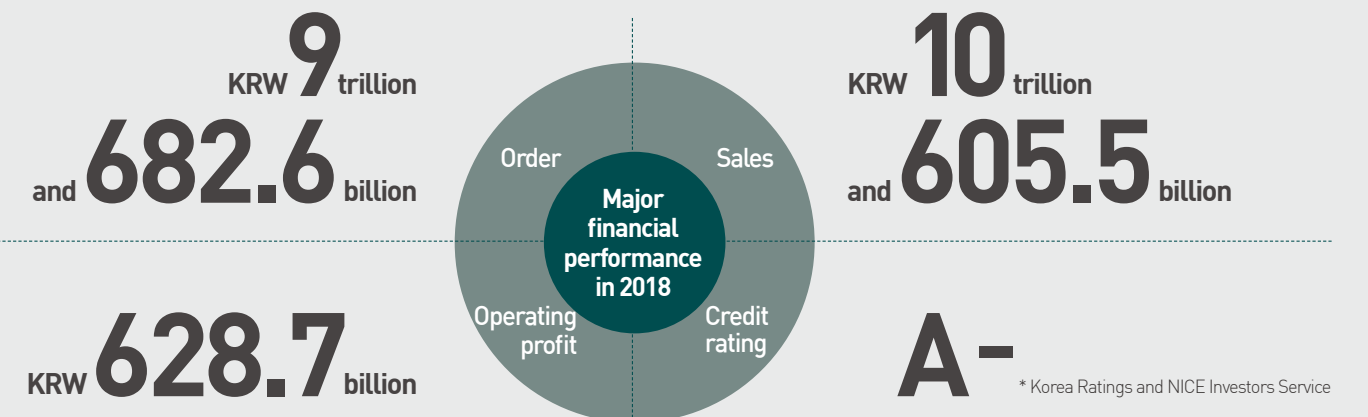 KRW 9 trillion
and 682.6 billion
Order
Sales
KRW 10 trillion
and 605.5 billion
Major
financial
performance
in 2018
KRW 628.7 billion
Operating
profit
Credit
rating
A-
* Korea Ratings and NICE Investors Service